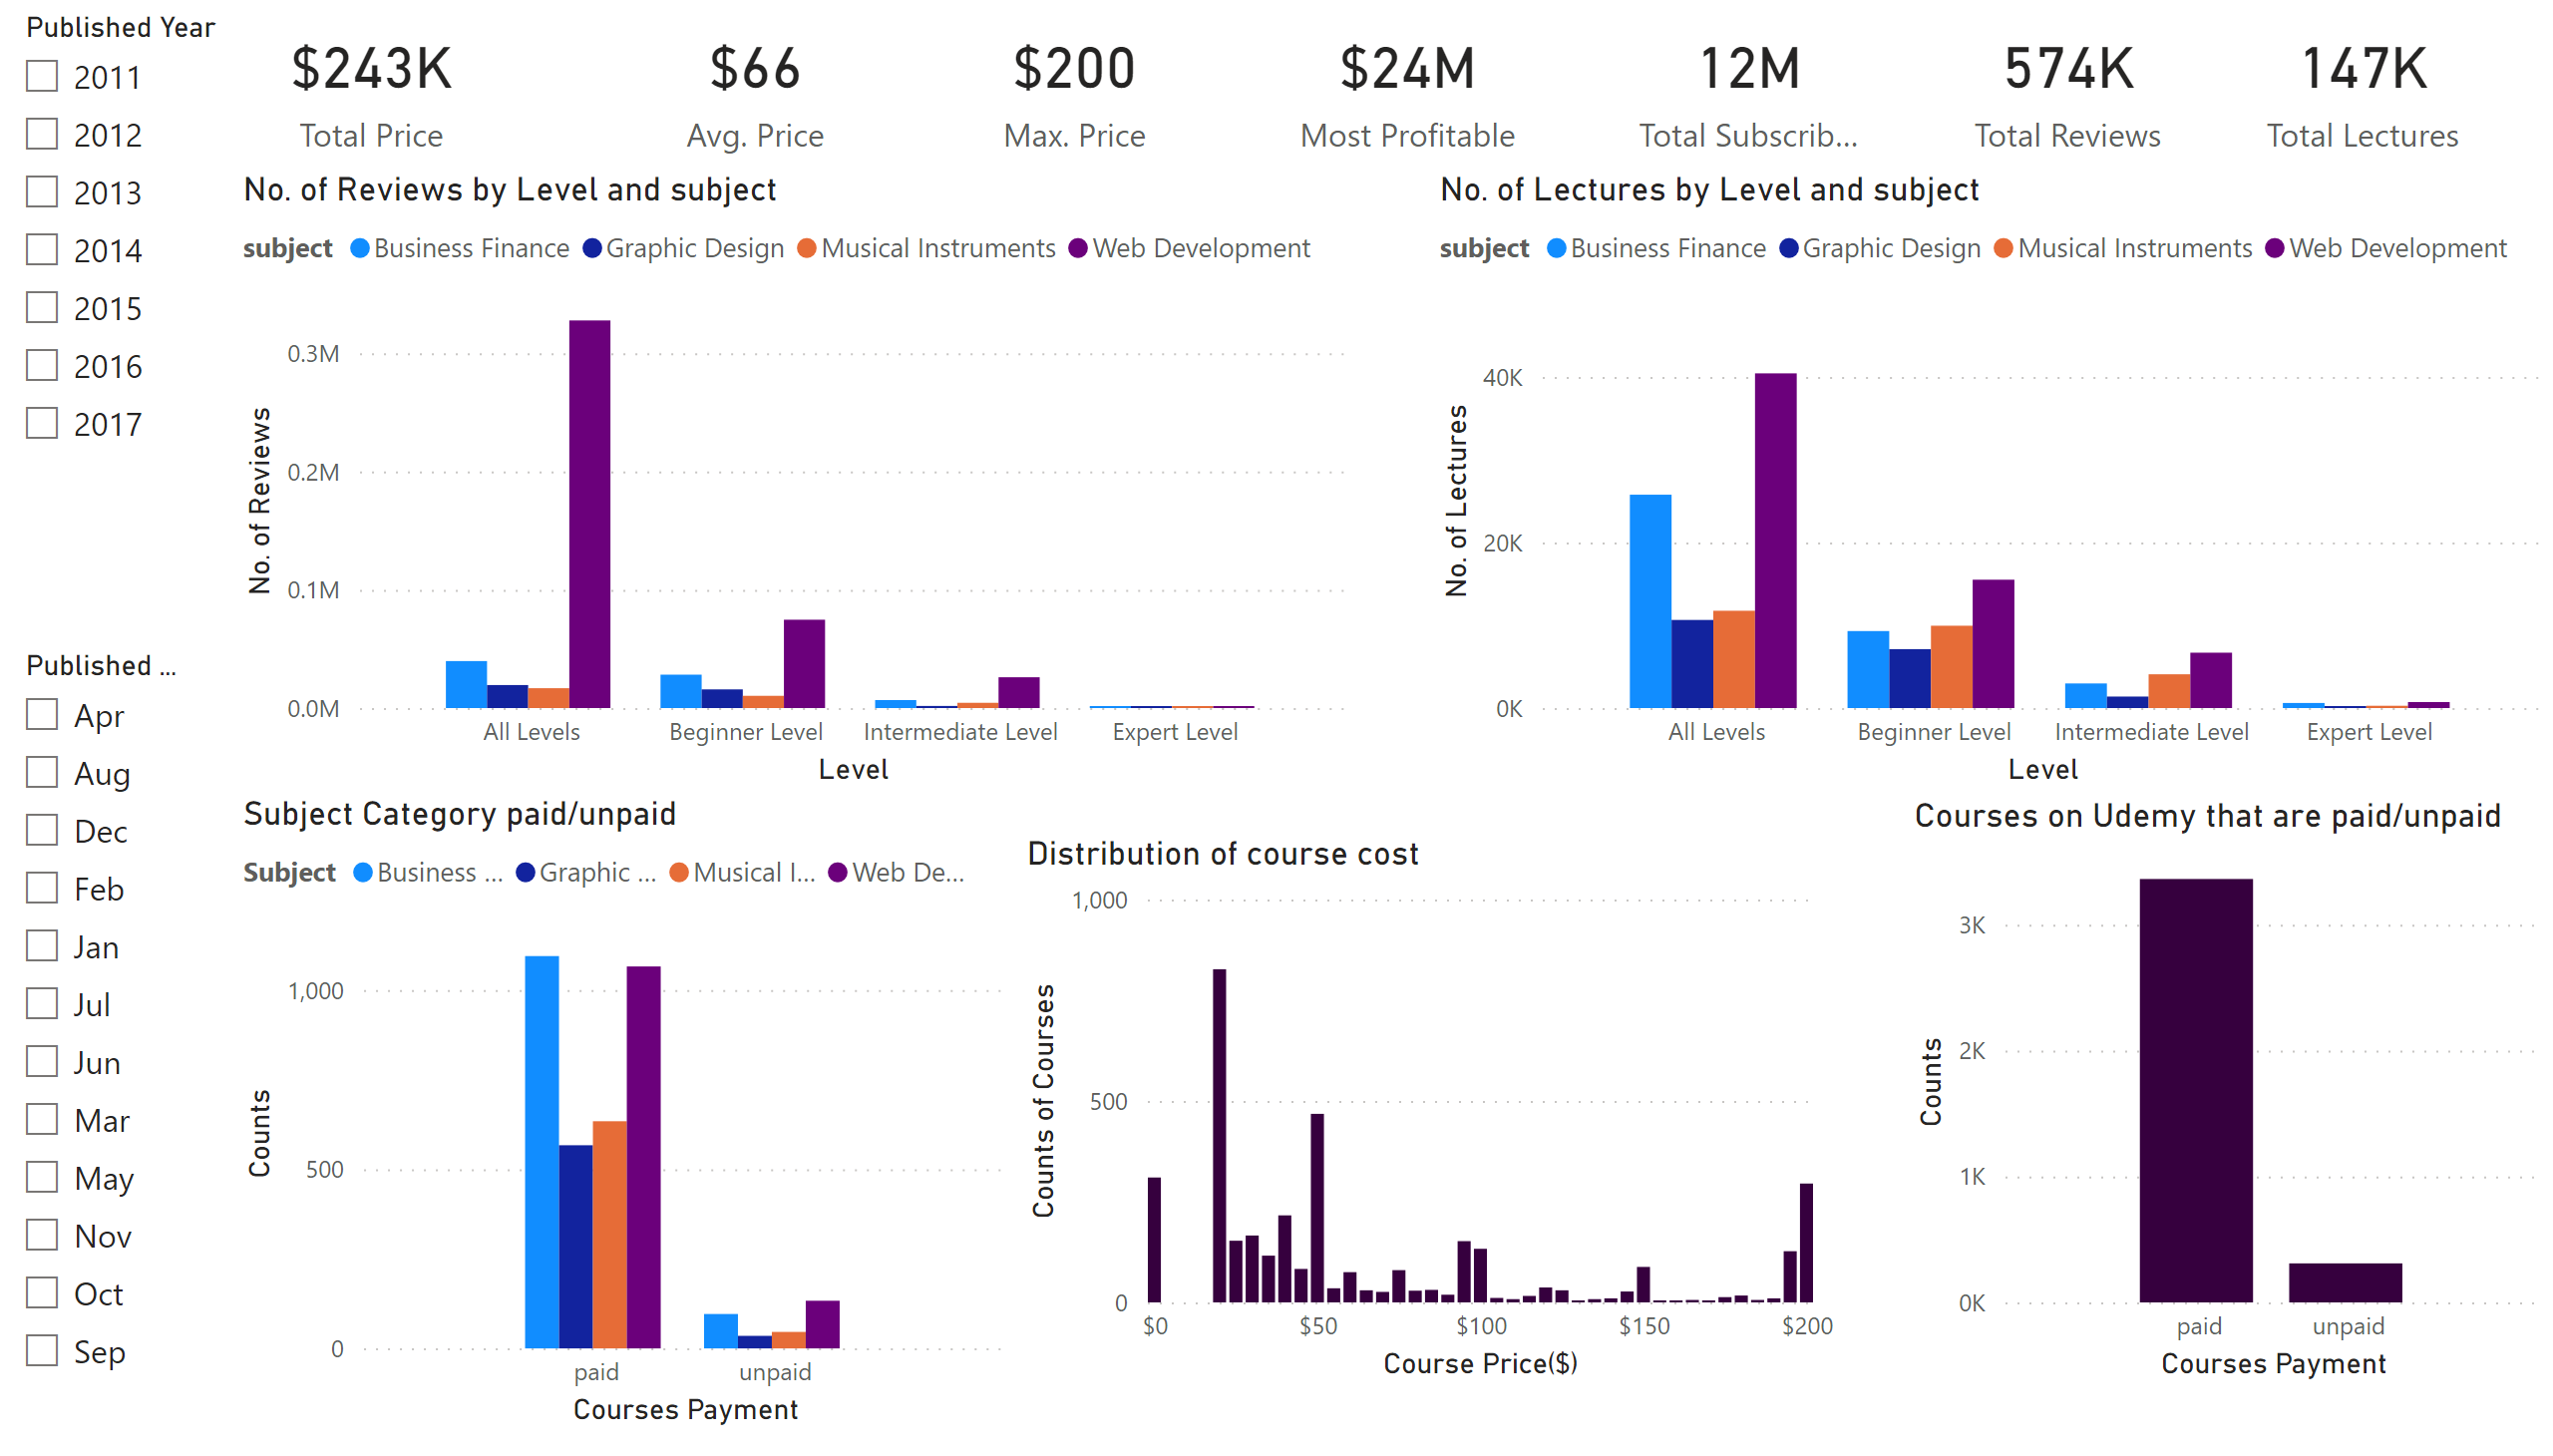 Published Year
2011
2012
2013
2014
2015
2016
2017
$243K
Total Price
$66
Avg. Price
$200
Max. Price
$24M
Most Profitable
12M
Total Subscrib...
574K
Total Reviews
147K
Total Lectures
No. of Reviews by Level and subject
subject Business Finance Graphic Design Musical Instruments Web Development
No. of Reviews
0.3M
0.2M
0.1M
0.0M
All Levels Beginner Level Intermediate Level Expert Level
Level
No. of Lectures by Level and subject
subject Business Finance Graphic Design Musical Instruments Web Development
No. of Lectures
40K
20K
0K
All Levels Beginner Level Intermediate Level Expert Level
Level
Published ...
Apr
Aug
Dec
Feb
Jan
Jul
Jun
Mar
May
Nov
Oct
Sep
Subject Category paid/unpaid
Subject Business ... Graphic ... Musical I... Web De...
Counts
1,000
500
0
paid unpaid
Courses Payment
Distribution of course cost
Counts of Courses
1,000
500
0
$0 $50 $100 $150 $200
Course Price($)
Courses on Udemy that are paid/unpaid
Counts
3K
2K
1K
0K
paid unpaid
Courses Payment